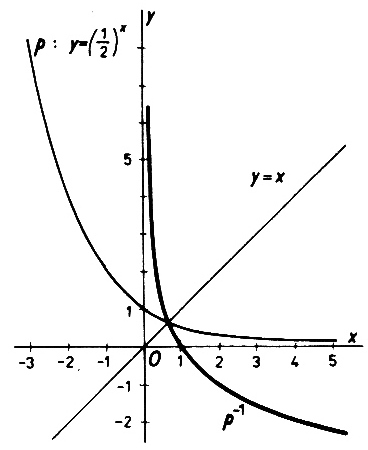 y
p : y=(1/2)^x
5
y=x
1
x
-3 -2 -1 O 1 2 3 4 5
-1
-2
p⁻¹